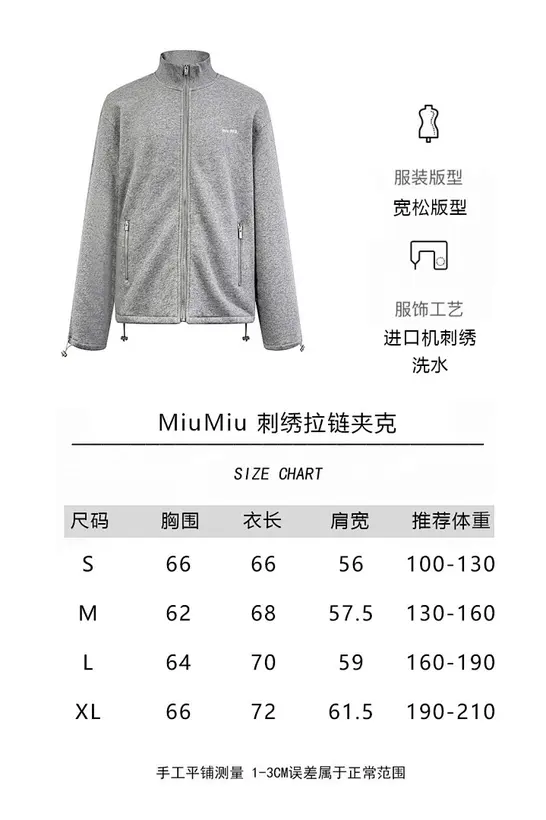 服装版型
宽松版型
服饰工艺
进口机刺绣
洗水
MiuMiu 刺绣拉链夹克
SIZE CHART
尺码 胸围 衣长 肩宽 推荐体重
S 66 66 56 100-130
M 62 68 57.5 130-160
L 64 70 59 160-190
XL 66 72 61.5 190-210
手工平铺测量 1-3CM误差属于正常范围